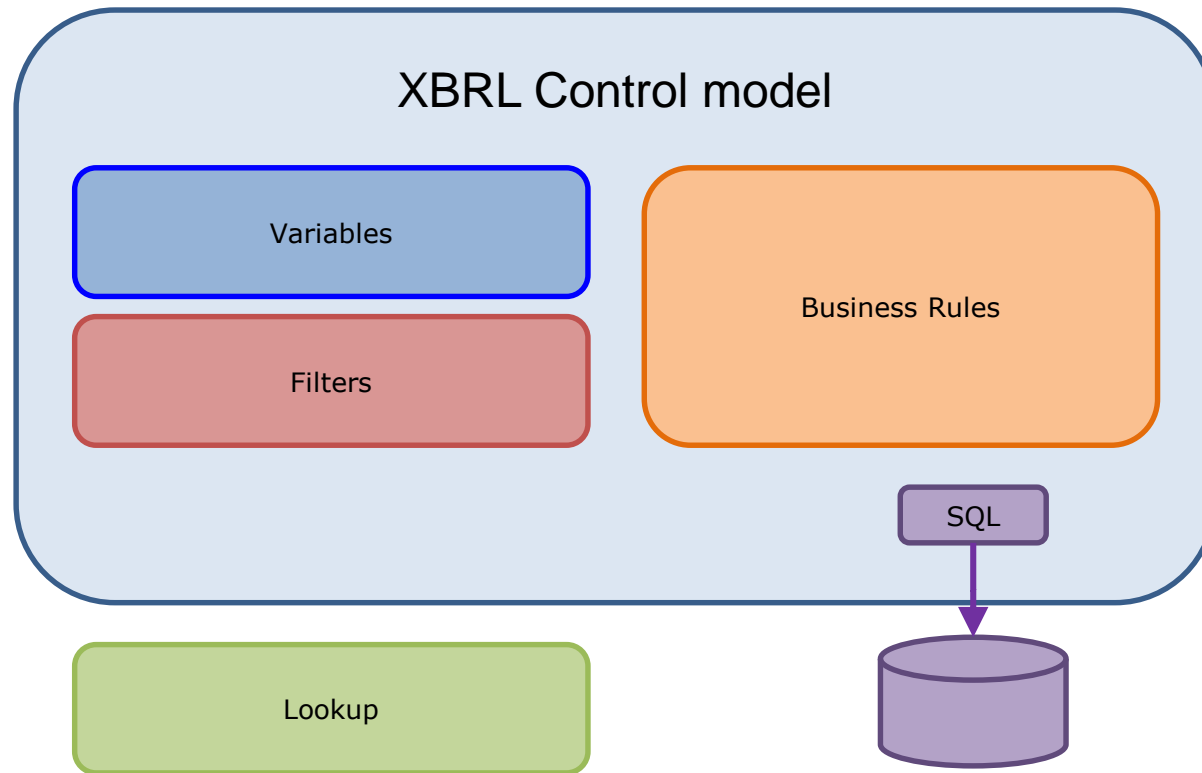 XBRL Control model
Variables
Business Rules
Filters
SQL
Lookup